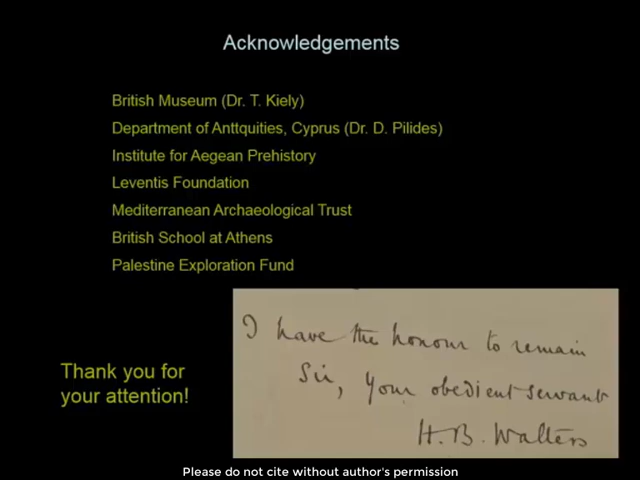 Acknowledgements
British Museum (Dr. T. Kiely)
Department of Anttquities, Cyprus (Dr. D. Pilides)
Institute for Aegean Prehistory
Leventis Foundation
Mediterranean Archaeological Trust
British School at Athens
Palestine Exploration Fund
I have the honour to remain
Sir, Your obedient servant
H. B. Walters
Thank you for
your attention!
Please do not cite without author's permission